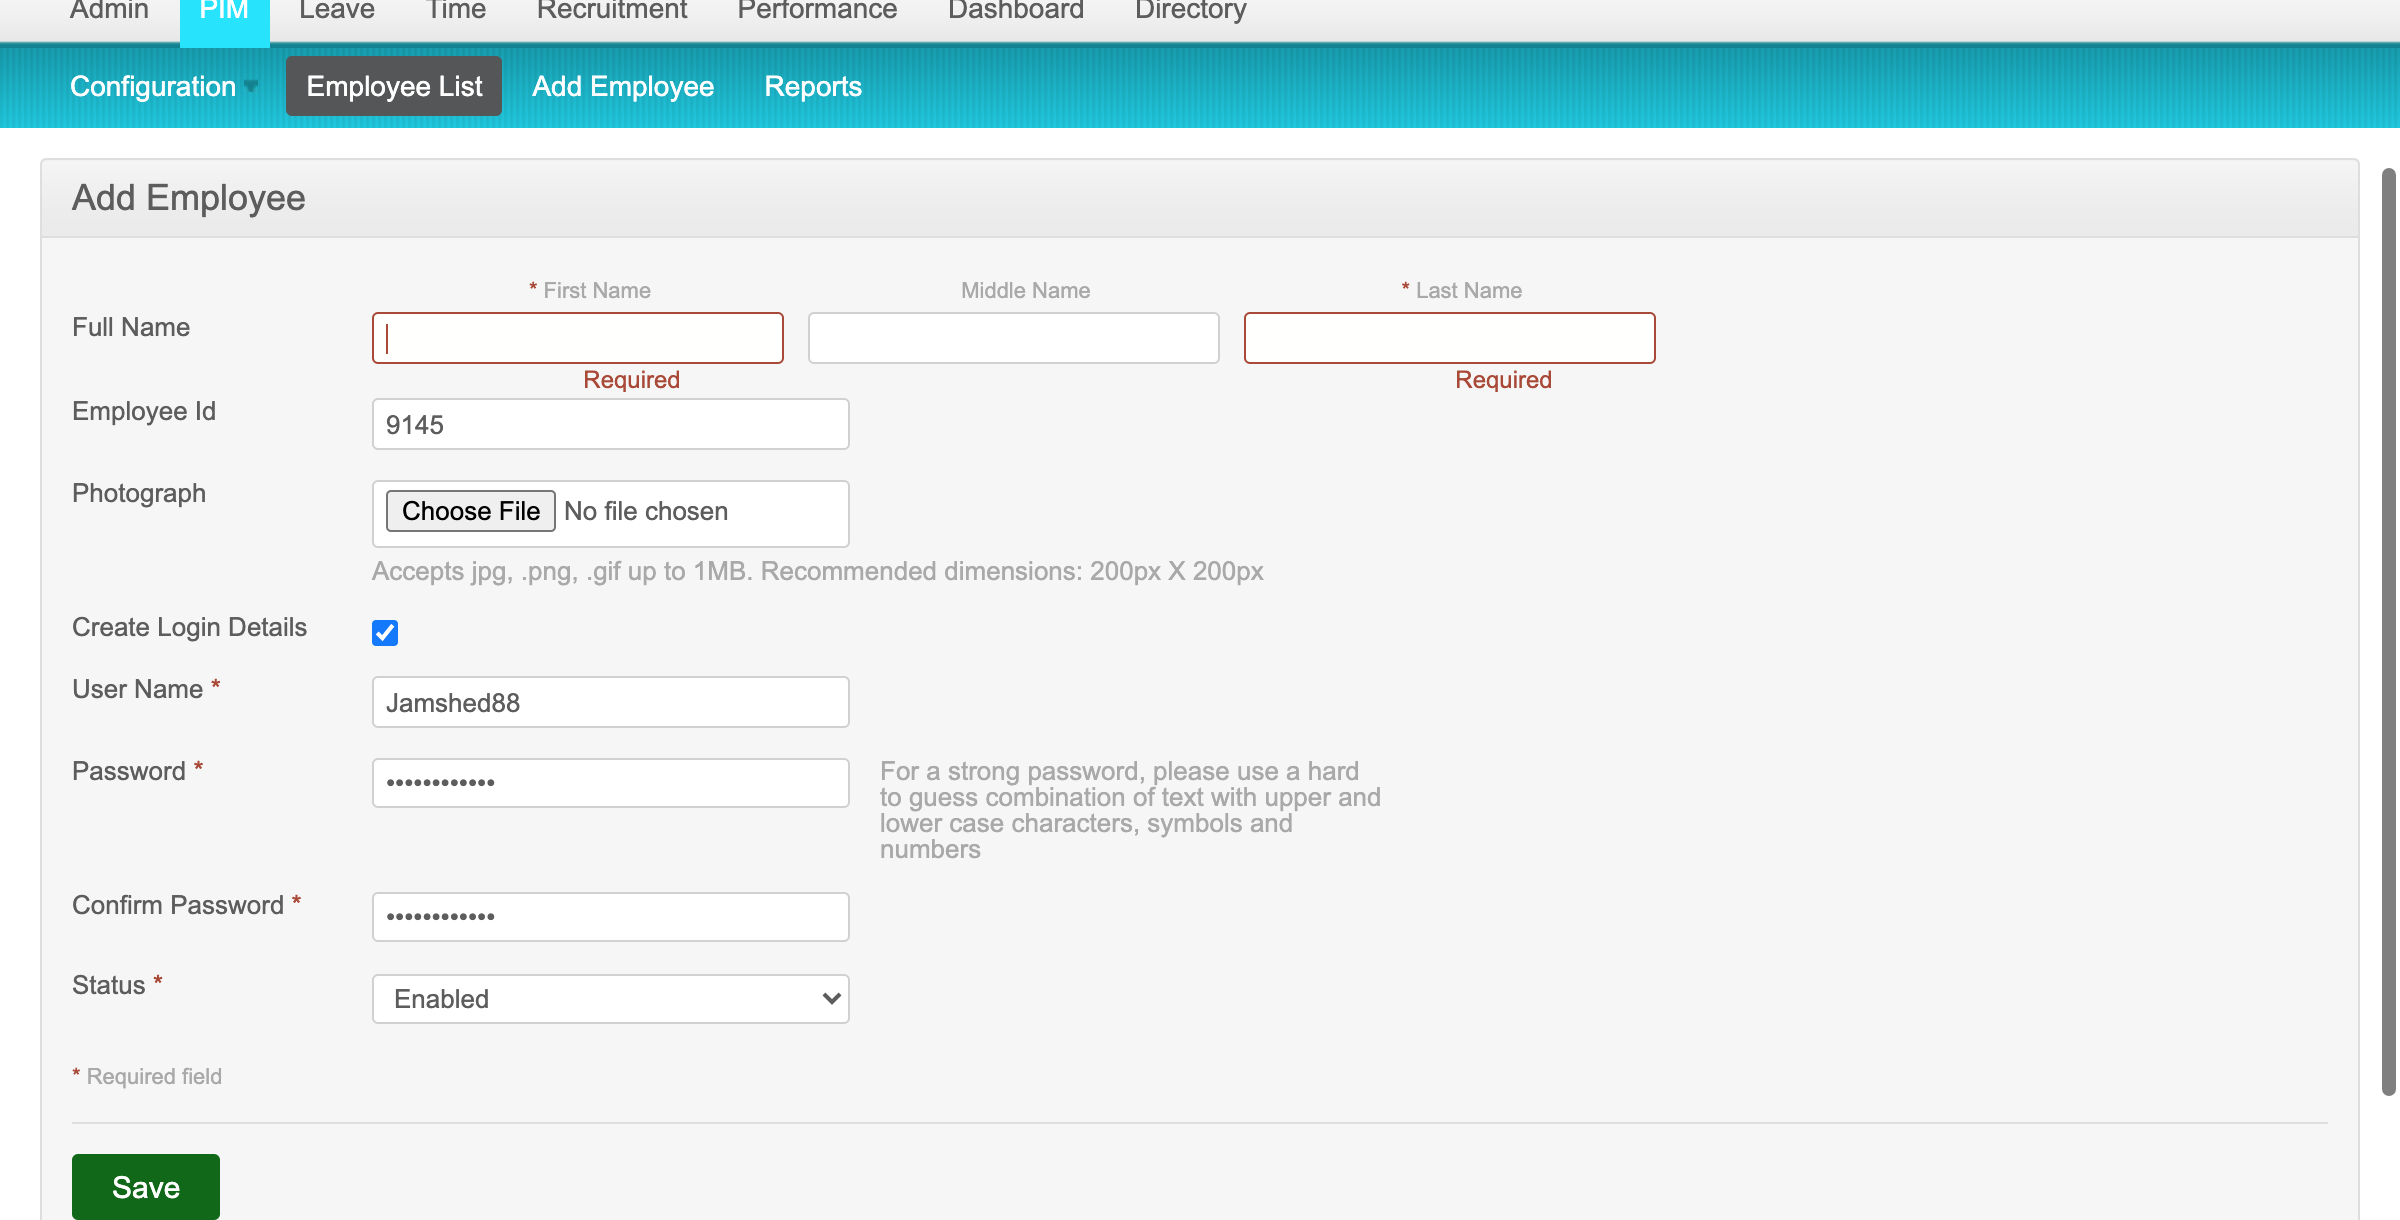 Admin PIM Leave Time Recruitment Performance Dashboard Directory
Configuration Employee List Add Employee Reports
Add Employee
* First Name Middle Name * Last Name
Full Name
Required Required
Employee Id 9145
Photograph Choose File No file chosen
Accepts jpg, .png, .gif up to 1MB. Recommended dimensions: 200px X 200px
Create Login Details
User Name * Jamshed88
Password * •••••••••••• For a strong password, please use a hard
to guess combination of text with upper and
lower case characters, symbols and
numbers
Confirm Password * ••••••••••••
Status * Enabled
* Required field
Save